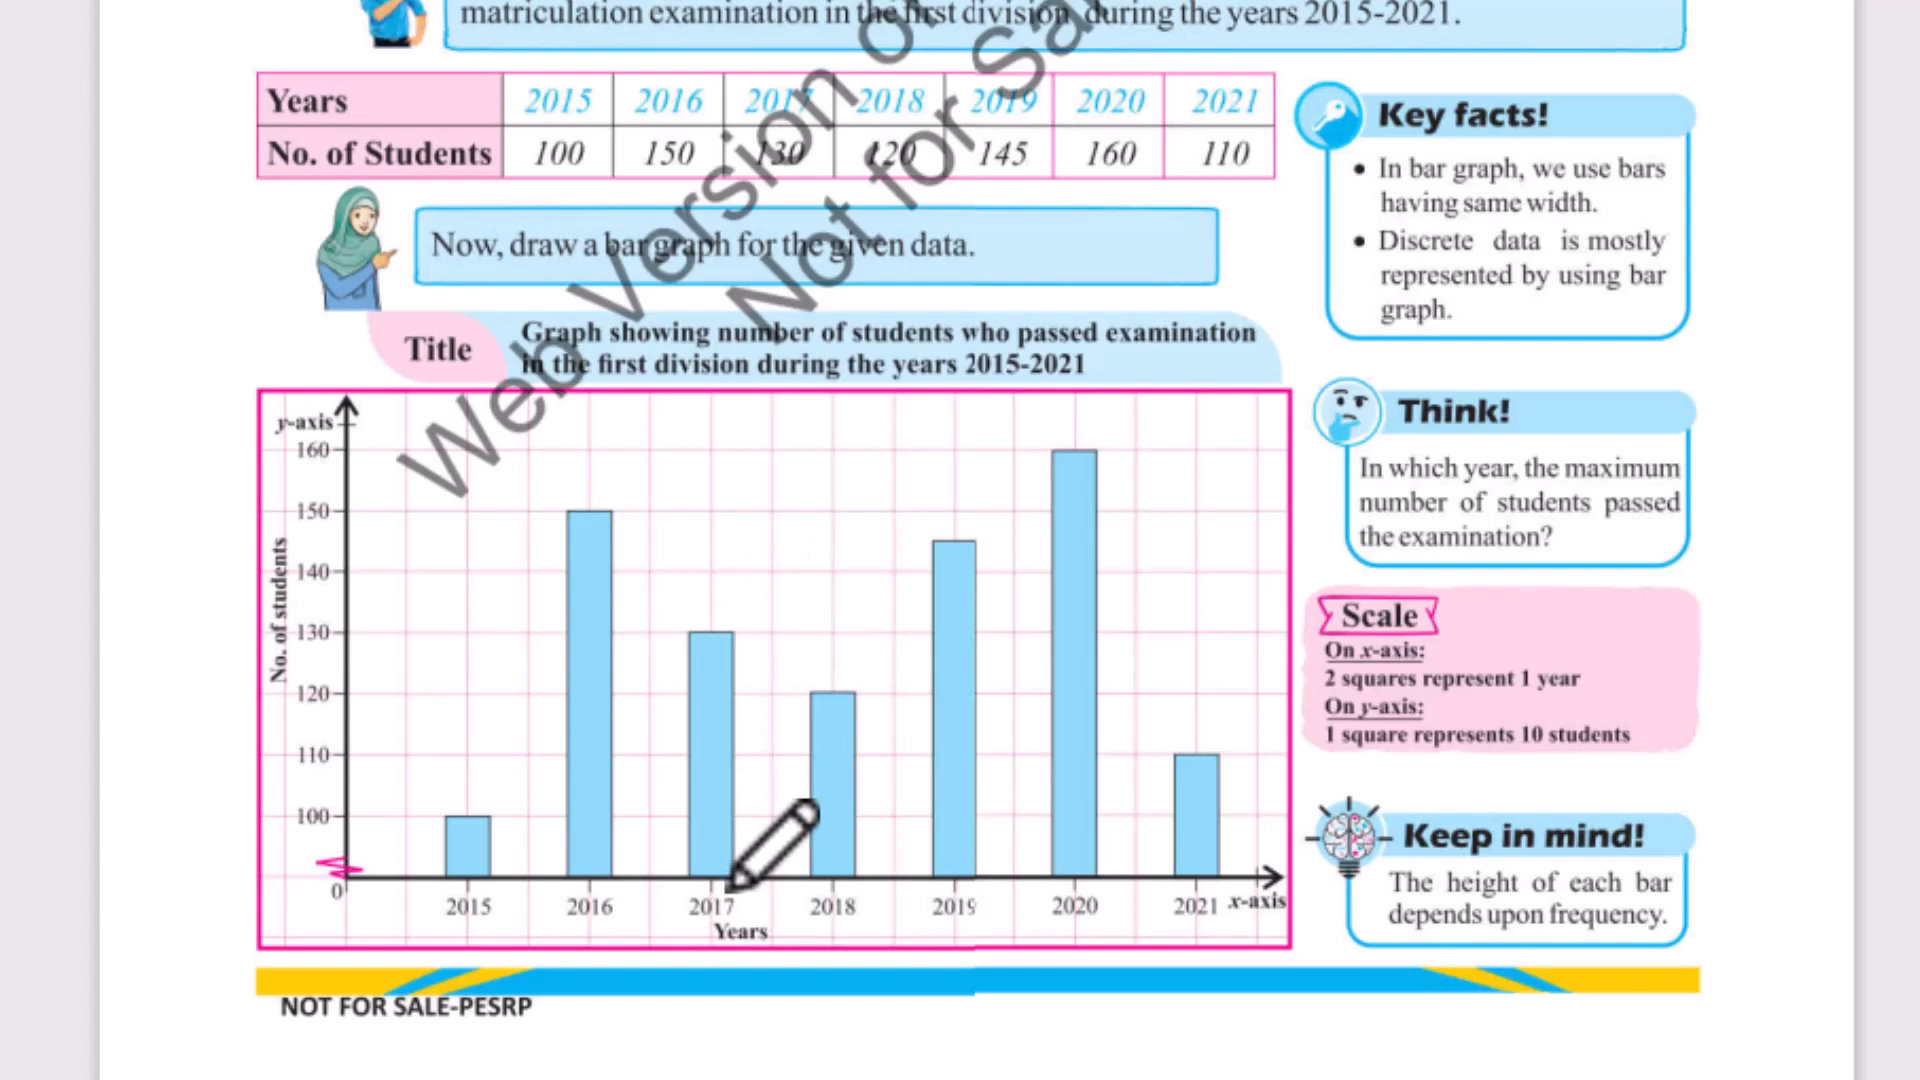 matriculation examination in the first division, during the years 2015-2021.
Years 2015 2016 2017 2018 2019 2020 2021
No. of Students 100 150 130 120 145 160 110
Now, draw a bar graph for the given data.
Title
Graph showing number of students who passed examination
in the first division during the years 2015-2021
y-axis
160
150
140
130
120
110
100
0
No. of students
2015 2016 2017 2018 2019 2020 2021 x-axis
Years
Key facts!
• In bar graph, we use bars
having same width.
• Discrete data is mostly
represented by using bar
graph.
Think!
In which year, the maximum
number of students passed
the examination?
Scale
On x-axis:
2 squares represent 1 year
On y-axis:
1 square represents 10 students
Keep in mind!
The height of each bar
depends upon frequency.
NOT FOR SALE-PESRP
Web Version of
Not for Sa